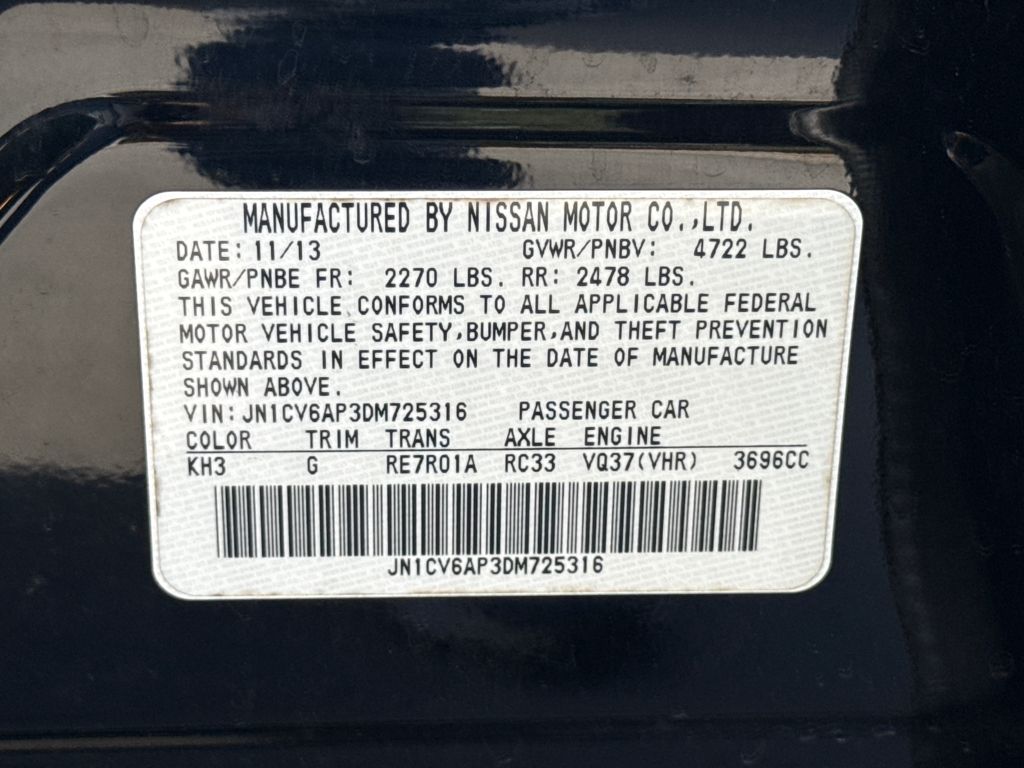 MANUFACTURED BY NISSAN MOTOR CO.,LTD.
DATE: 11/13 GVWR/PNBV: 4722 LBS.
GAWR/PNBE FR: 2270 LBS. RR: 2478 LBS.
THIS VEHICLE CONFORMS TO ALL APPLICABLE FEDERAL
MOTOR VEHICLE SAFETY,BUMPER,AND THEFT PREVENTION
STANDARDS IN EFFECT ON THE DATE OF MANUFACTURE
SHOWN ABOVE.
VIN: JN1CV6AP3DM725316 PASSENGER CAR
COLOR TRIM TRANS AXLE ENGINE
KH3 G RE7R01A RC33 VQ37(VHR) 3696CC
JN1CV6AP3DM725316